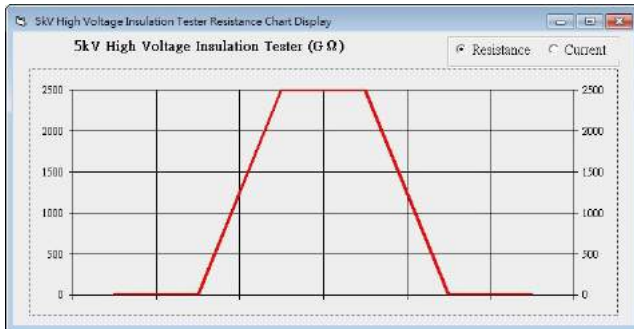 5kV High Voltage Insulation Tester Resistance Chart Display
5kV High Voltage Insulation Tester (G Ω)
Resistance Current
2500 2500
2000 2000
1500 1500
1000 1000
500 500
0 0